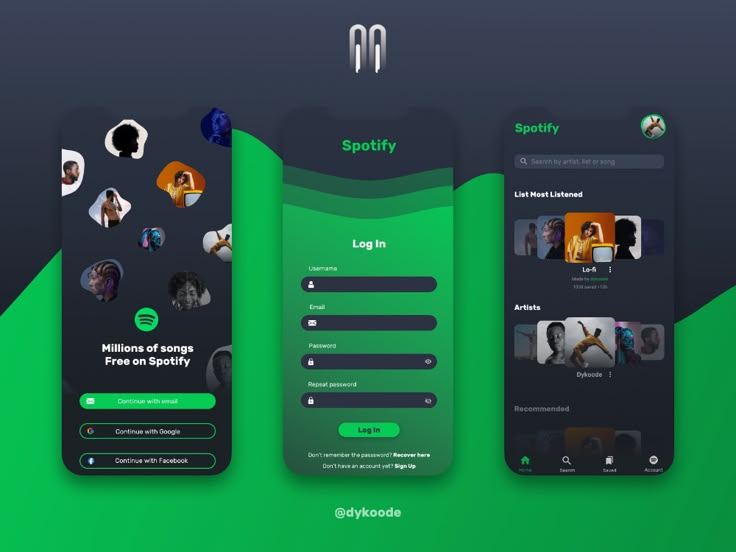 Millions of songs
Free on Spotify
Continue with email
Continue with Google
Continue with Facebook
Spotify
Log In
Username
Email
Password
Repeat password
Log In
Don't remember the passaword? Recover here
Don't have an account yet? Sign Up
Spotify
Search by artist, list or song
List Most Listened
Lo-fi
Made by dykoode
Artists
Dykoode
Recommended
Home
Search
Saved
Account
@dykoode